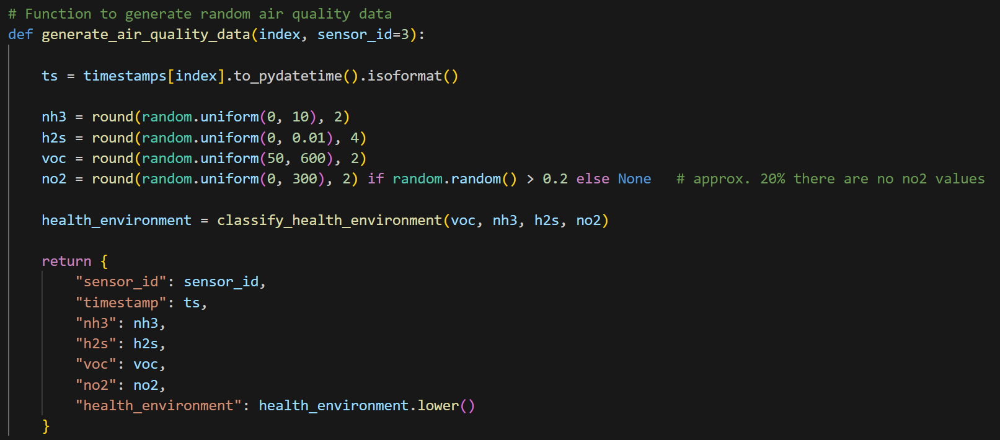 # Function to generate random air quality data
def generate_air_quality_data(index, sensor_id=3):
ts = timestamps[index].to_pydatetime().isoformat()
nh3 = round(random.uniform(0, 10), 2)
h2s = round(random.uniform(0, 0.01), 4)
voc = round(random.uniform(50, 600), 2)
no2 = round(random.uniform(0, 300), 2) if random.random() > 0.2 else None   # approx. 20% there are no no2 values
health_environment = classify_health_environment(voc, nh3, h2s, no2)
return {
"sensor_id": sensor_id,
"timestamp": ts,
"nh3": nh3,
"h2s": h2s,
"voc": voc,
"no2": no2,
"health_environment": health_environment.lower()
}